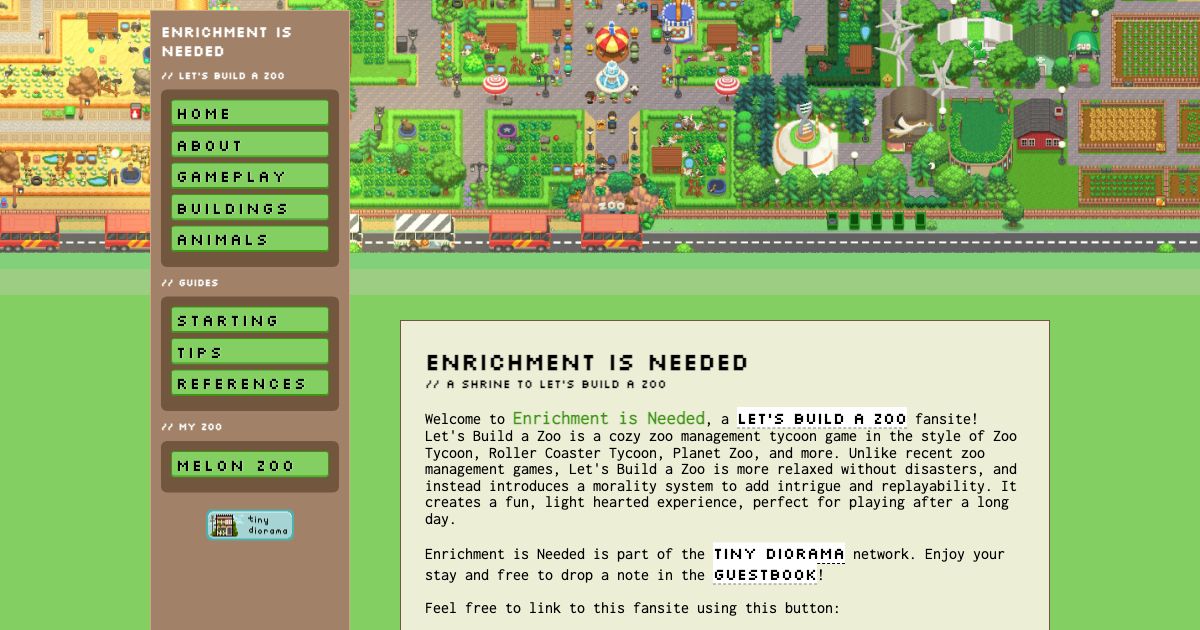 ENRICHMENT IS
NEEDED
// LET'S BUILD A ZOO
HOME
ABOUT
GAMEPLAY
BUILDINGS
ANIMALS
// GUIDES
STARTING
TIPS
REFERENCES
// MY ZOO
MELON ZOO
tiny
diorama
ZOO
ENRICHMENT IS NEEDED
// A SHRINE TO LET'S BUILD A ZOO
Welcome to Enrichment is Needed, a LET'S BUILD A ZOO fansite!
Let's Build a Zoo is a cozy zoo management tycoon game in the style of Zoo
Tycoon, Roller Coaster Tycoon, Planet Zoo, and more. Unlike recent zoo
management games, Let's Build a Zoo is more relaxed without disasters, and
instead introduces a morality system to add intrigue and replayability. It
creates a fun, light hearted experience, perfect for playing after a long
day.
Enrichment is Needed is part of the TINY DIORAMA network. Enjoy your
stay and free to drop a note in the GUESTBOOK!
Feel free to link to this fansite using this button: